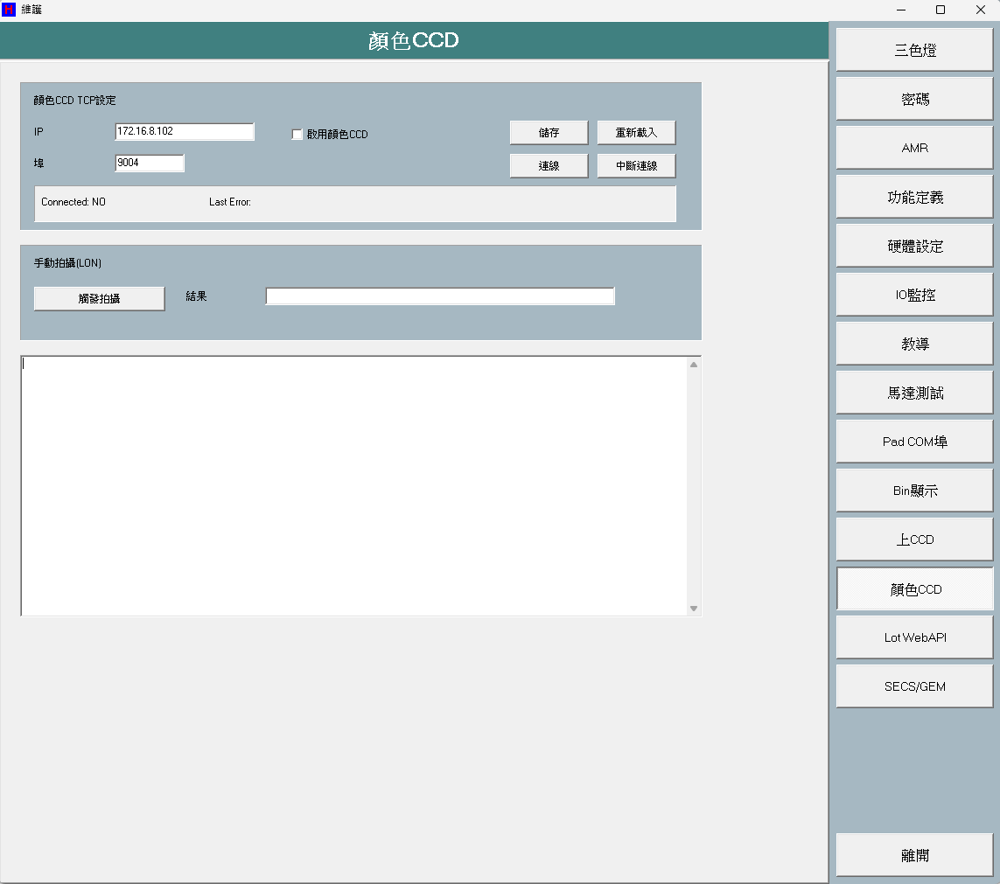 H 維護
顏色CCD
顏色CCD TCP設定
IP 172.16.8.102 啟用顏色CCD 儲存 重新載入
埠 9004 連線 中斷連線
Connected: NO Last Error:
手動拍攝(LON)
觸發拍攝 結果
三色燈
密碼
AMR
功能定義
硬體設定
IO監控
教導
馬達測試
Pad COM埠
Bin顯示
上CCD
顏色CCD
Lot WebAPI
SECS/GEM
離開